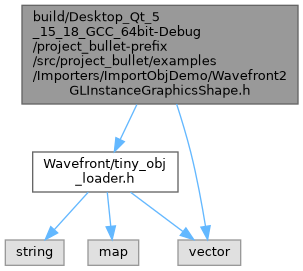 build/Desktop_Qt_5
_15_18_GCC_64bit-Debug
/project_bullet-prefix
/src/project_bullet/examples
/Importers/ImportObjDemo/Wavefront2
GLInstanceGraphicsShape.h
Wavefront/tiny_obj
_loader.h
string
map
vector